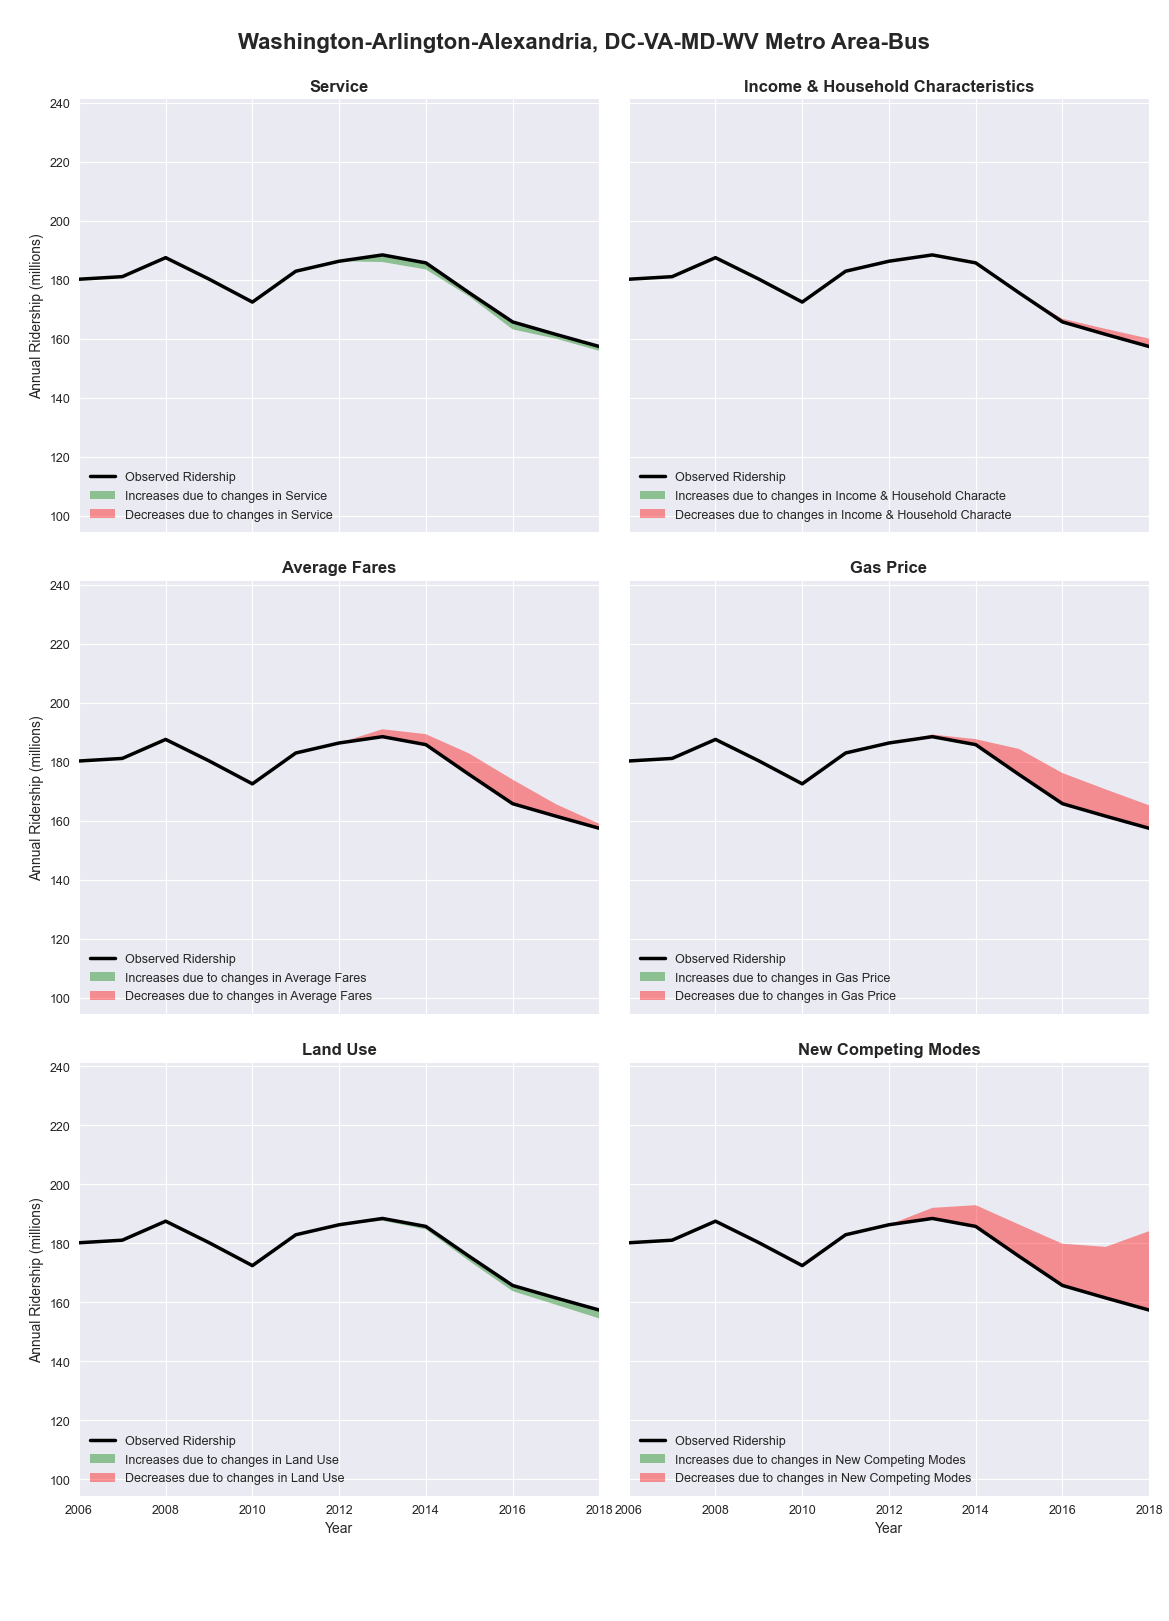 Washington-Arlington-Alexandria, DC-VA-MD-WV Metro Area-Bus
Service
Income & Household Characteristics
240
220
200
180
160
140
120
100
Annual Ridership (millions)
Observed Ridership
Increases due to changes in Service
Decreases due to changes in Service
Observed Ridership
Increases due to changes in Income & Household Characte
Decreases due to changes in Income & Household Characte
Average Fares
Gas Price
240
220
200
180
160
140
120
100
Annual Ridership (millions)
Observed Ridership
Increases due to changes in Average Fares
Decreases due to changes in Average Fares
Observed Ridership
Increases due to changes in Gas Price
Decreases due to changes in Gas Price
Land Use
New Competing Modes
240
220
200
180
160
140
120
100
Annual Ridership (millions)
Observed Ridership
Increases due to changes in Land Use
Decreases due to changes in Land Use
Observed Ridership
Increases due to changes in New Competing Modes
Decreases due to changes in New Competing Modes
2006 2008 2010 2012 2014 2016 2018
2006 2008 2010 2012 2014 2016 2018
Year
Year